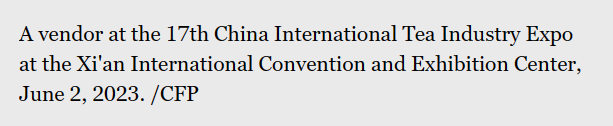 A vendor at the 17th China International Tea Industry Expo
at the Xi'an International Convention and Exhibition Center,
June 2, 2023. /CFP